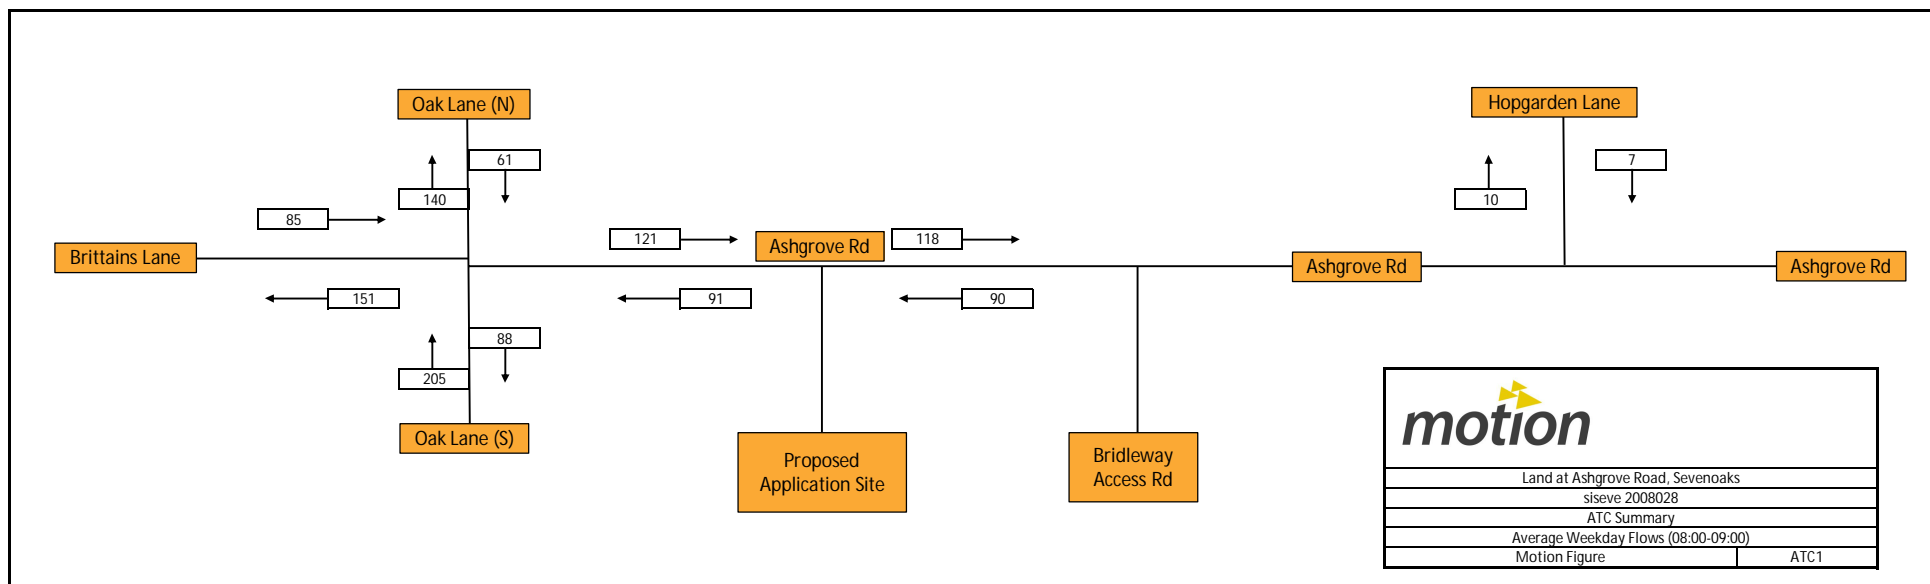 Oak Lane (N)
Hopgarden Lane
61
7
140
10
85
121
Ashgrove Rd
118
Brittains Lane
Ashgrove Rd
Ashgrove Rd
151
91
90
88
205
Oak Lane (S)
Proposed
Application Site
Bridleway
Access Rd
motion
Land at Ashgrove Road, Sevenoaks
siseve 2008028
ATC Summary
Average Weekday Flows (08:00-09:00)
Motion Figure
ATC1